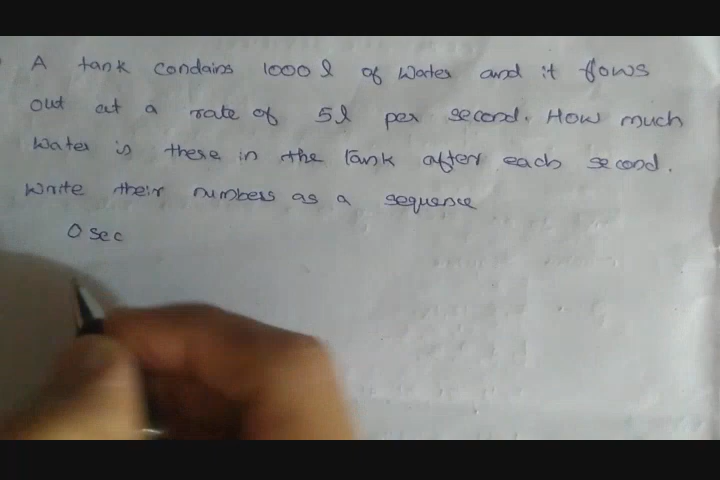 A tank condains 1000 l of water and it flows
out at a rate of 5l per second. How much
water is there in the tank after each second.
Write their numbers as a sequence
0 sec